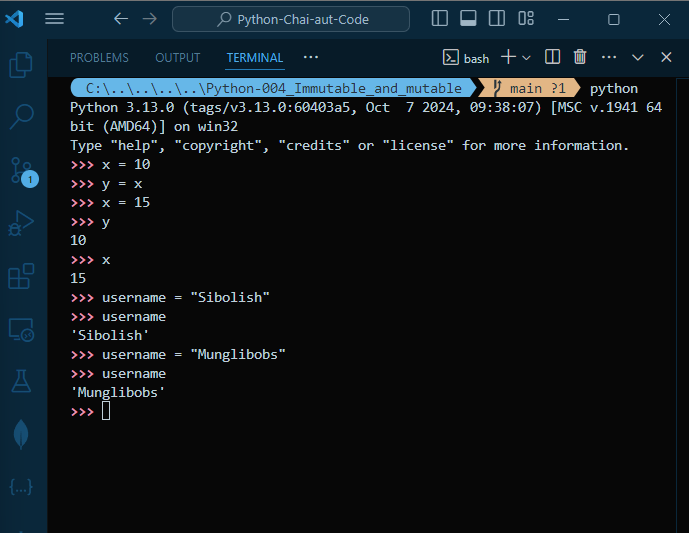 Python-Chai-aut-Code
PROBLEMS OUTPUT TERMINAL ··· bash
C:\..\..\..\..\Python-004_Immutable_and_mutable main ?1 python
Python 3.13.0 (tags/v3.13.0:60403a5, Oct  7 2024, 09:38:07) [MSC v.1941 64
bit (AMD64)] on win32
Type "help", "copyright", "credits" or "license" for more information.
>>> x = 10
>>> y = x
>>> x = 15
>>> y
10
>>> x
15
>>> username = "Sibolish"
>>> username
'Sibolish'
>>> username = "Munglibobs"
>>> username
'Munglibobs'
>>>
1
{..}